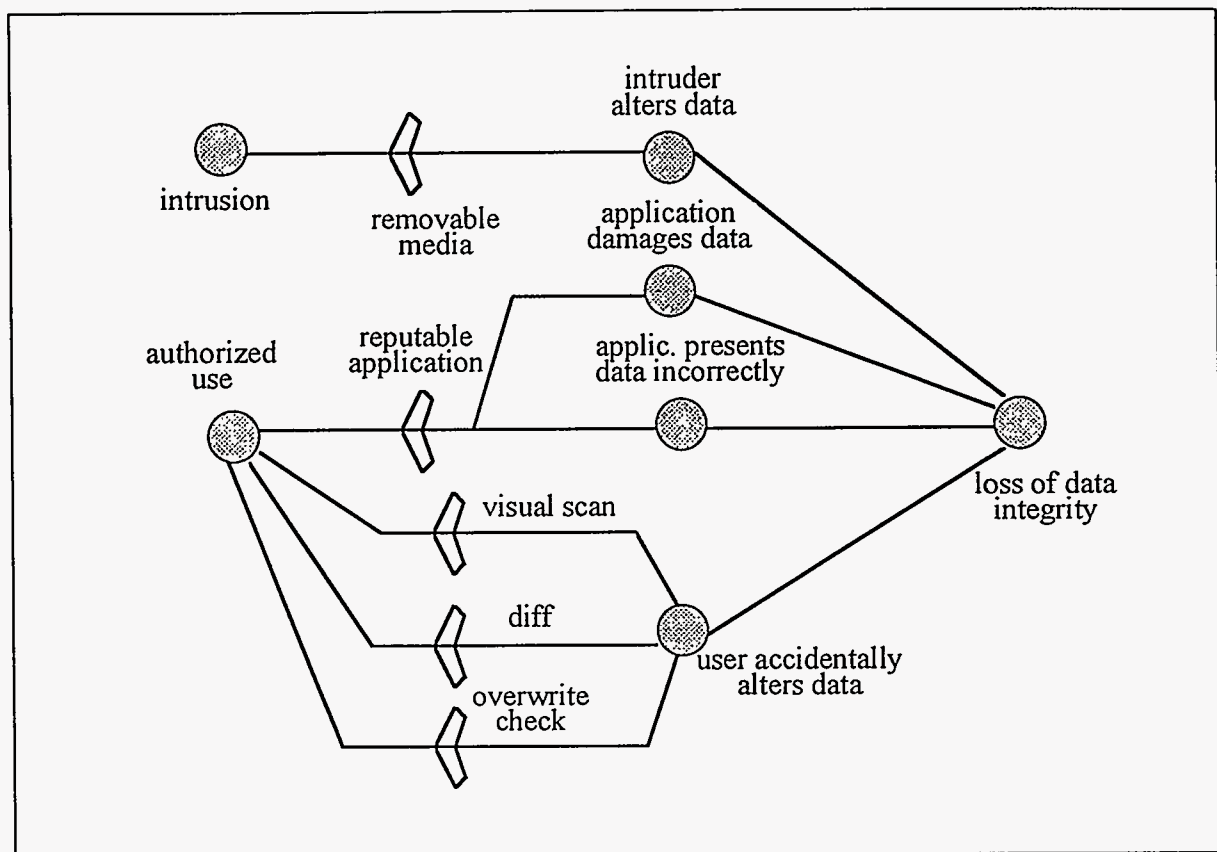 intruder
alters data
intrusion
removable
media
application
damages data
authorized
use
reputable
application
applic. presents
data incorrectly
loss of data
integrity
visual scan
diff
user accidentally
alters data
overwrite
check